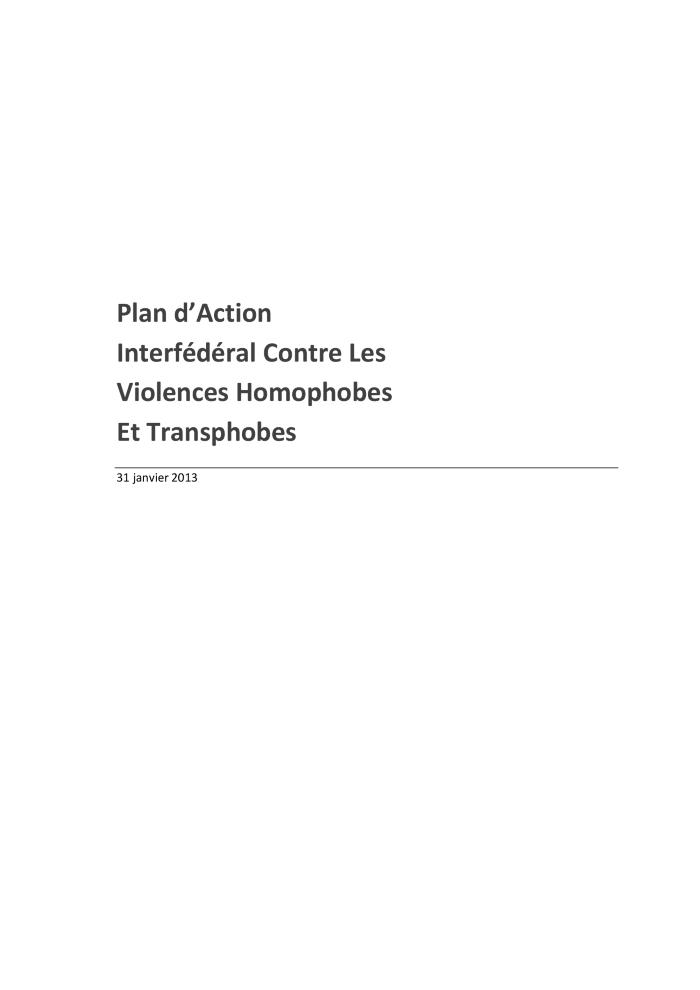 Plan d’Action
Interfédéral Contre Les
Violences Homophobes
Et Transphobes
31 janvier 2013